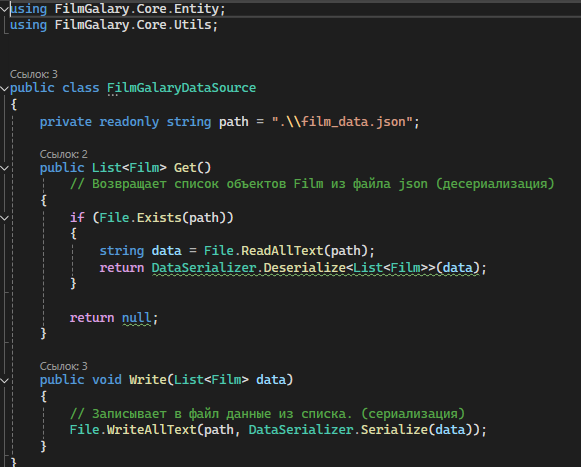 using FilmGalary.Core.Entity;
using FilmGalary.Core.Utils;
Ссылок: 3
public class FilmGalaryDataSource
{
private readonly string path = ".\\film_data.json";
Ссылок: 2
public List<Film> Get()
// Возвращает список объектов Film из файла json (десериализация)
{
if (File.Exists(path))
{
string data = File.ReadAllText(path);
return DataSerializer.Deserialize<List<Film>>(data);
}
return null;
}
Ссылок: 3
public void Write(List<Film> data)
{
// Записывает в файл данные из списка. (сериализация)
File.WriteAllText(path, DataSerializer.Serialize(data));
}
}